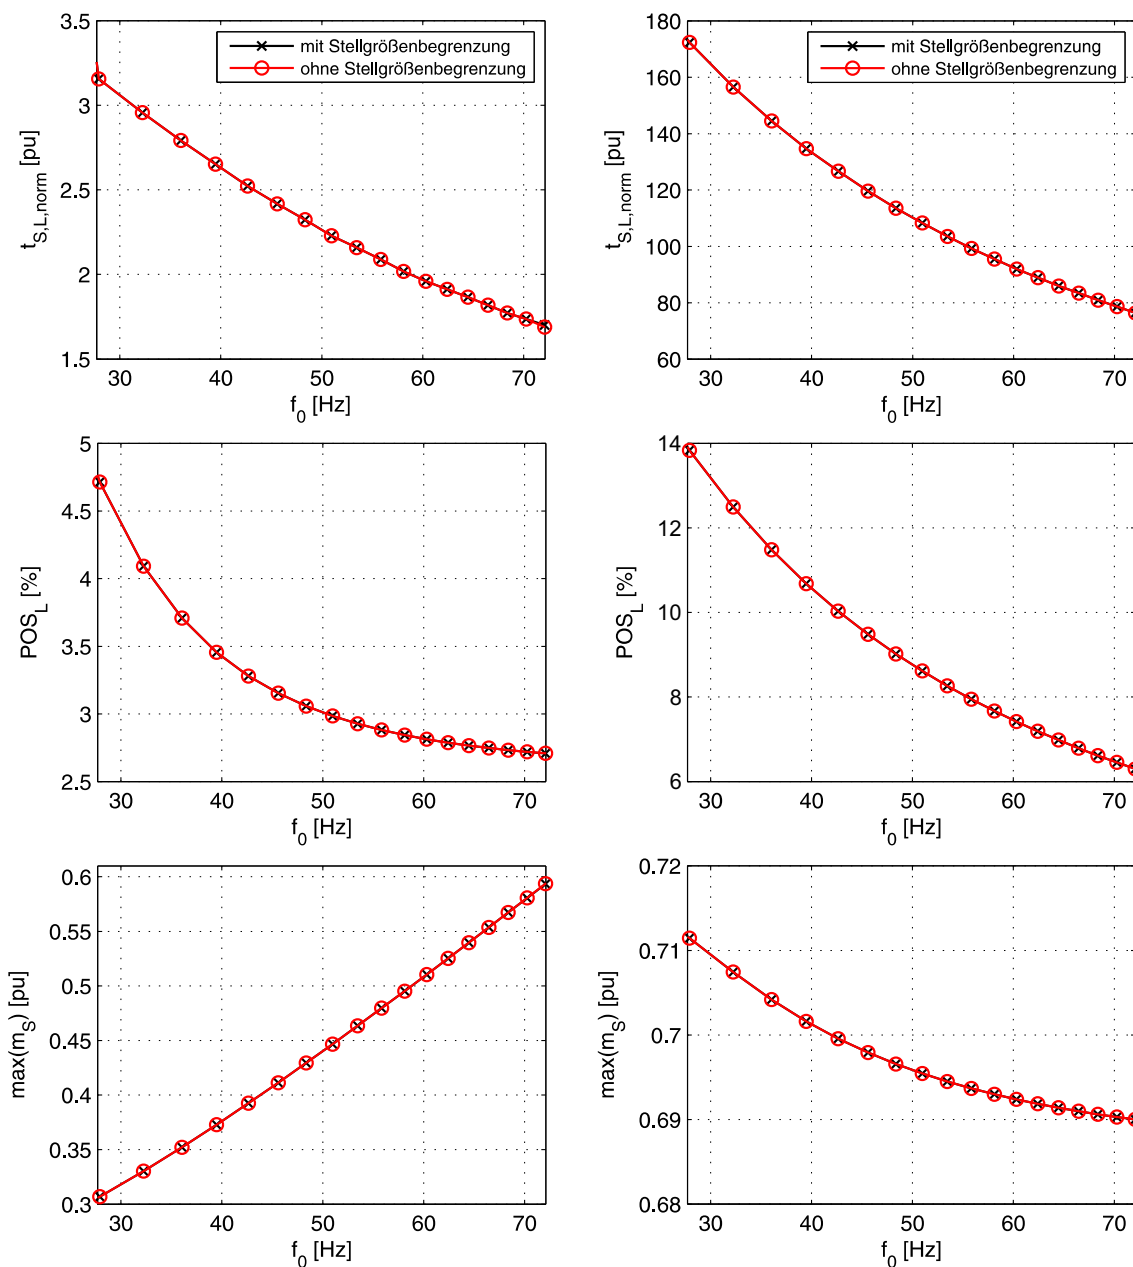 3.5
3
2.5
2
1.5
30 40 50 60 70
t_S,L,norm [pu]
f_0 [Hz]
mit Stellgrößenbegrenzung
ohne Stellgrößenbegrenzung
180
160
140
120
100
80
60
30 40 50 60 70
t_S,L,norm [pu]
f_0 [Hz]
mit Stellgrößenbegrenzung
ohne Stellgrößenbegrenzung
5
4.5
4
3.5
3
2.5
30 40 50 60 70
POS_L [%]
f_0 [Hz]
14
12
10
8
6
30 40 50 60 70
POS_L [%]
f_0 [Hz]
0.6
0.55
0.5
0.45
0.4
0.35
0.3
30 40 50 60 70
max(m_S) [pu]
f_0 [Hz]
0.72
0.71
0.7
0.69
0.68
30 40 50 60 70
max(m_S) [pu]
f_0 [Hz]